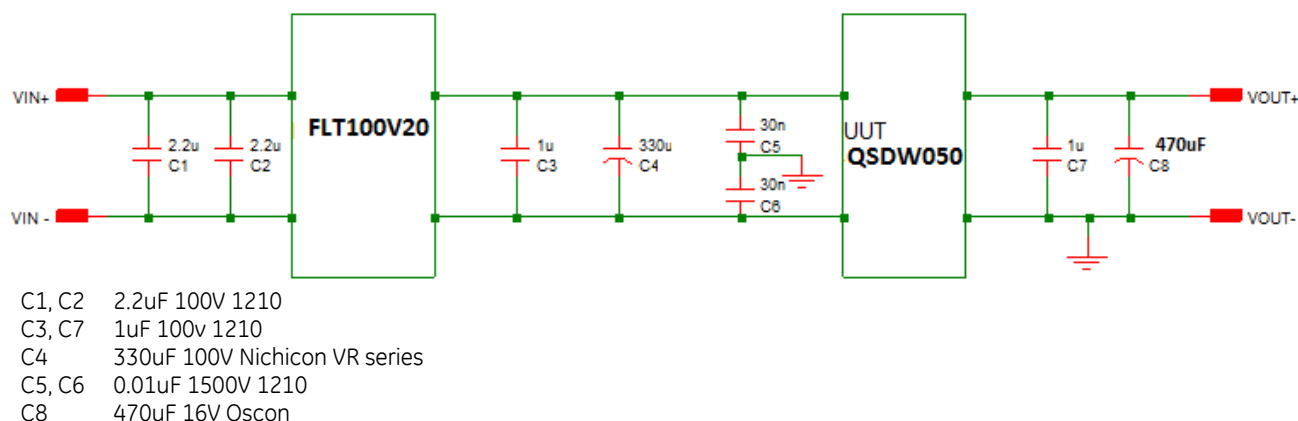 VIN+
VIN -
2.2u
C1
2.2u
C2
FLT100V20
1u
C3
330u
C4
30n
C5
30n
C6
UUT
QSDW050
1u
C7
470uF
C8
VOUT+
VOUT-
C1, C2 2.2uF 100V 1210
C3, C7 1uF 100v 1210
C4 330uF 100V Nichicon VR series
C5, C6 0.01uF 1500V 1210
C8 470uF 16V Oscon